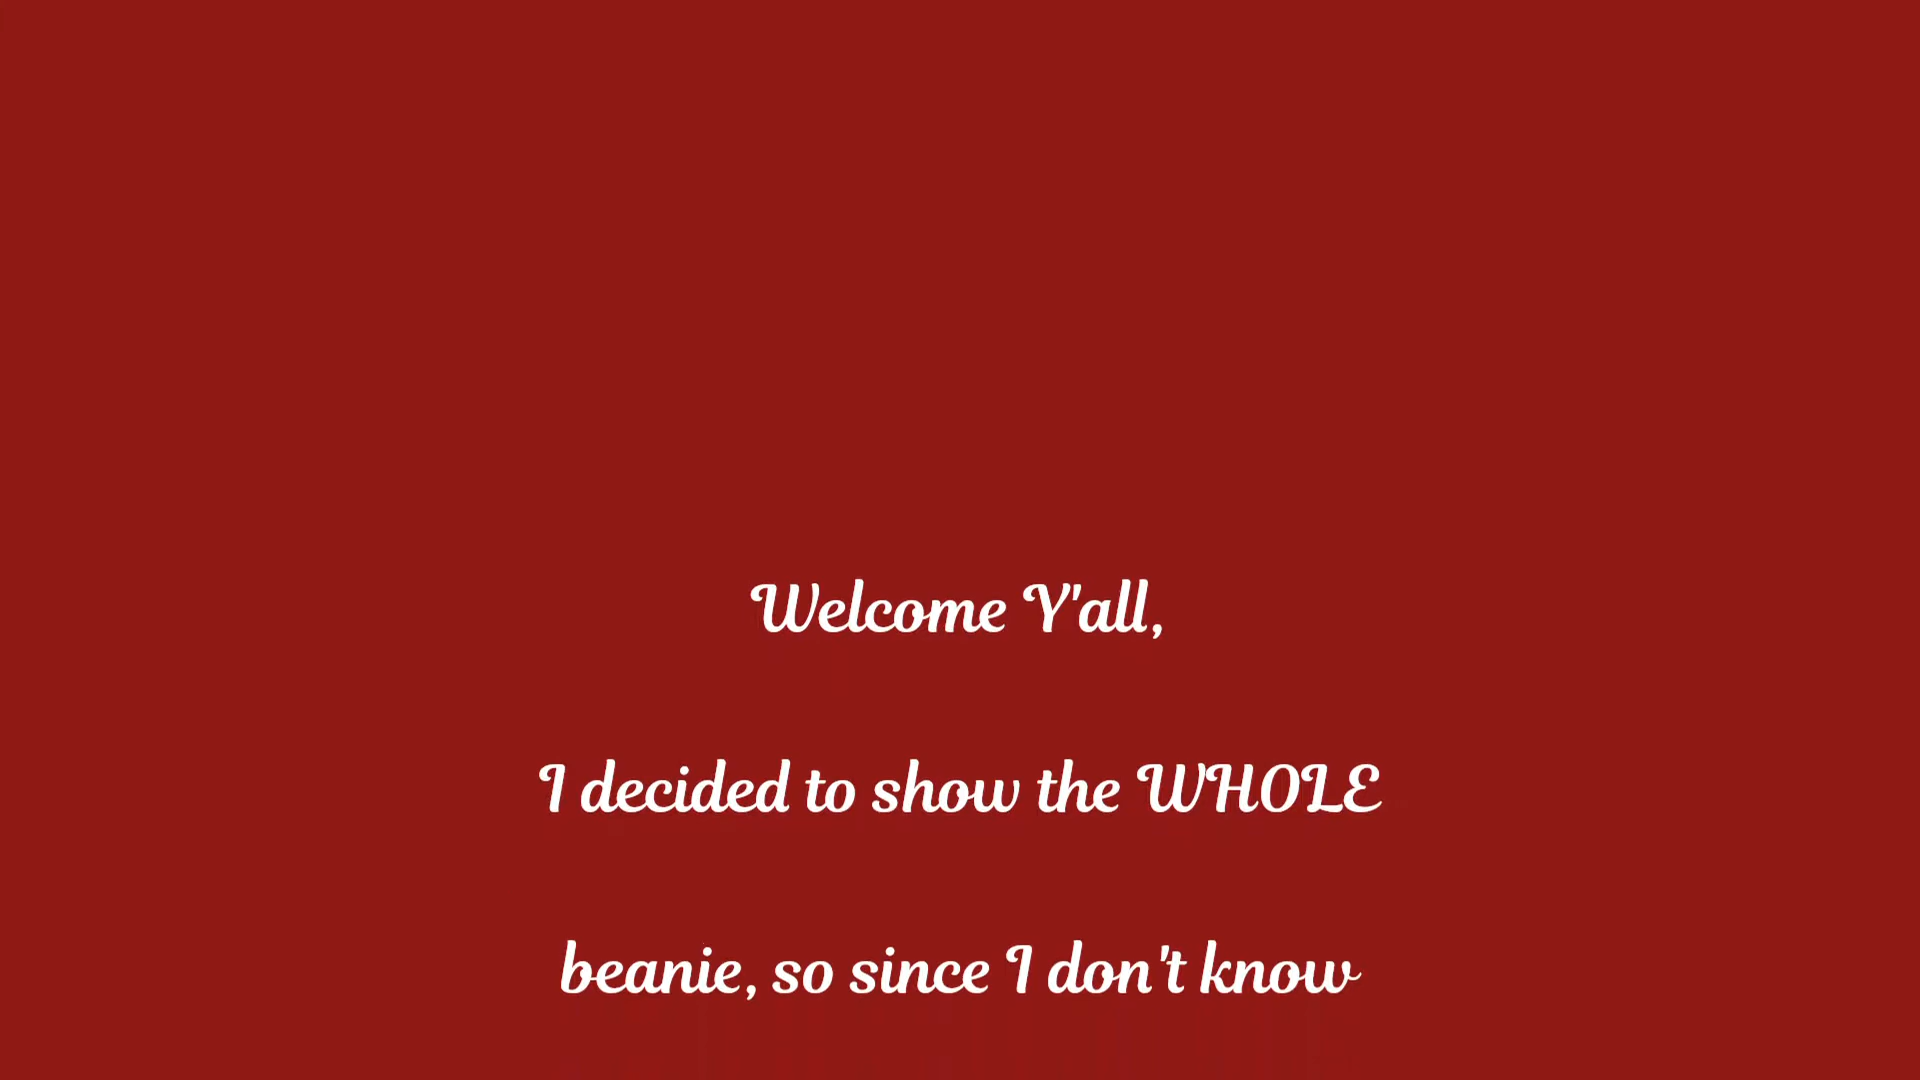 Welcome Y'all,
I decided to show the WHOLE
beanie, so since I don't know